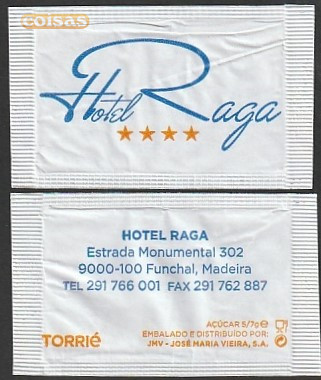 coisas
Hotel Raga
★★★★
HOTEL RAGA
Estrada Monumental 302
9000-100 Funchal, Madeira
TEL 291 766 001 FAX 291 762 887
TORRIé
AÇÚCAR 5/7g e
EMBALADO E DISTRIBUÍDO POR:
JMV - JOSÉ MARIA VIEIRA, S.A.